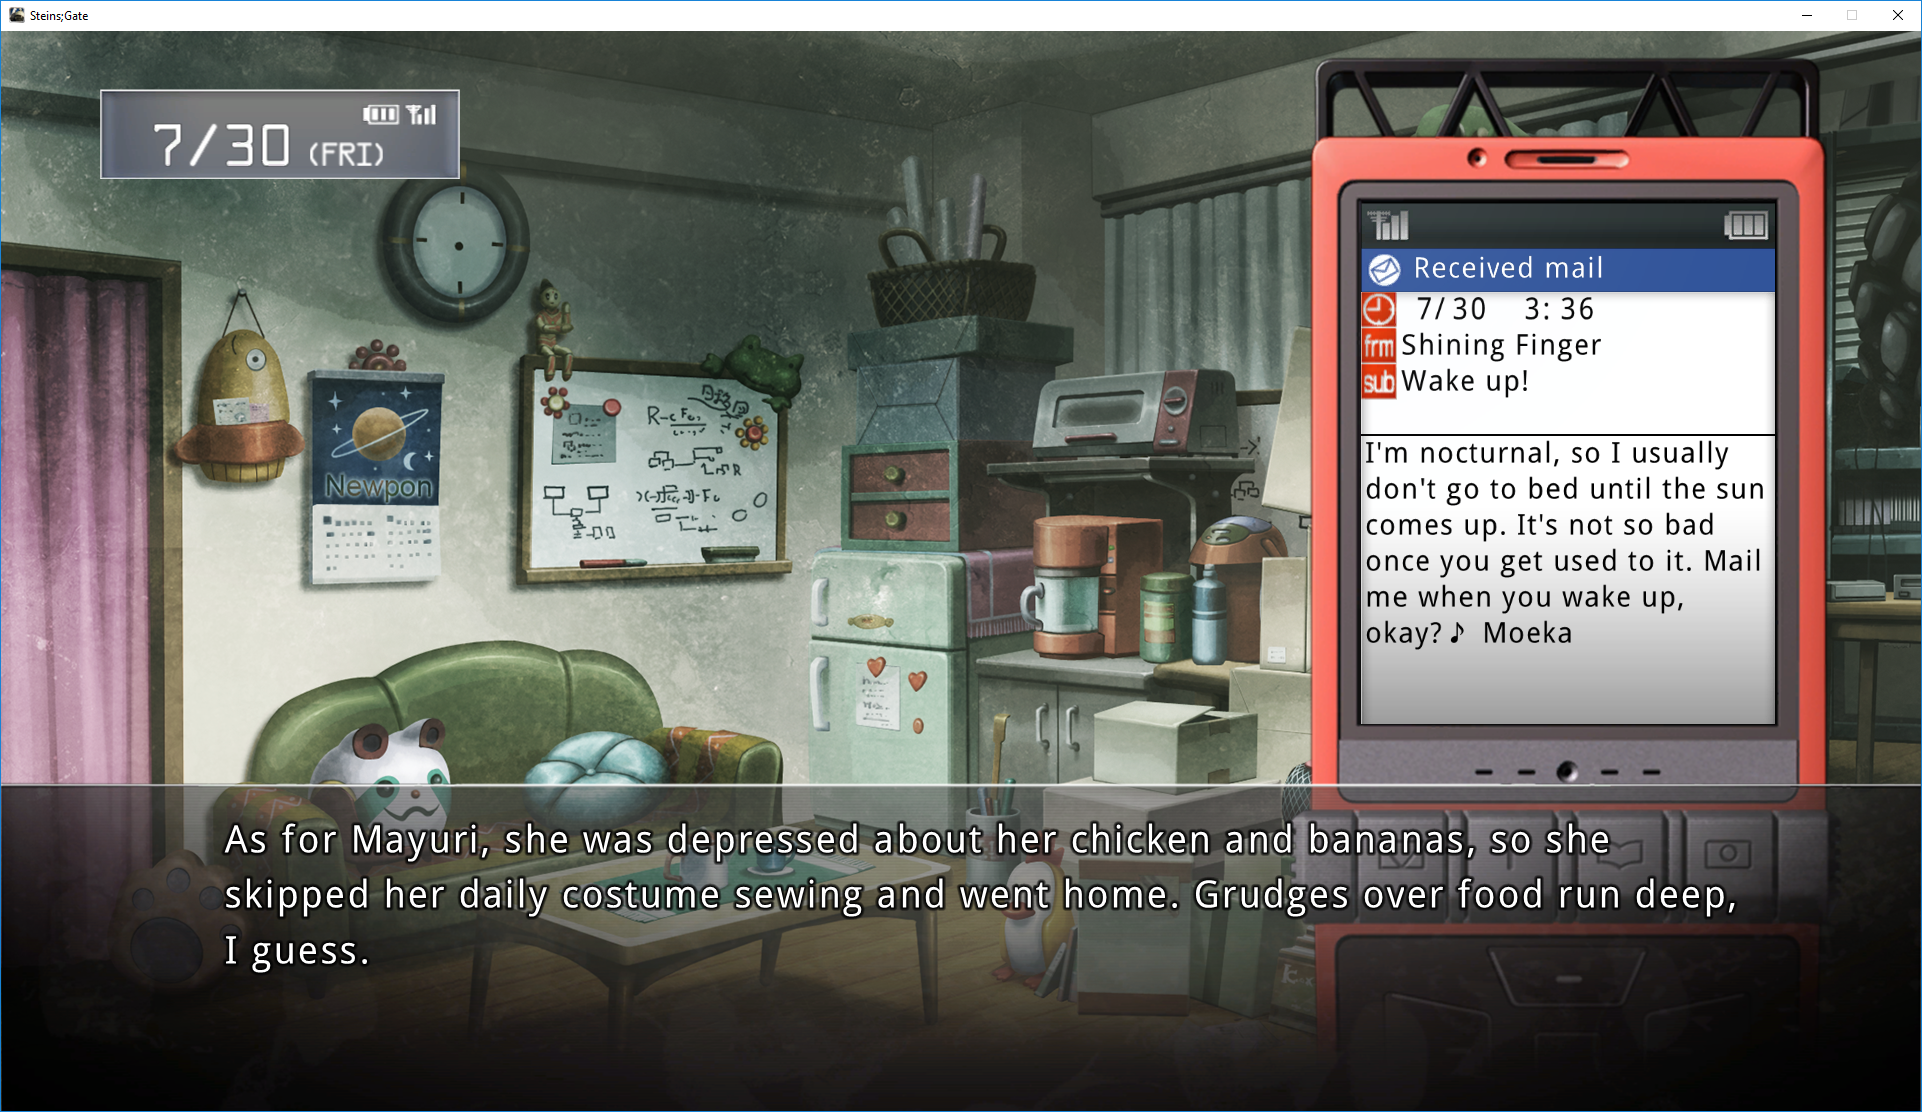 Steins;Gate
7/30 (FRI)
Newpon
Received mail
7/30 3:36
frm Shining Finger
sub Wake up!
I'm nocturnal, so I usually
don't go to bed until the sun
comes up. It's not so bad
once you get used to it. Mail
me when you wake up,
okay?♪ Moeka
As for Mayuri, she was depressed about her chicken and bananas, so she
skipped her daily costume sewing and went home. Grudges over food run deep,
I guess.